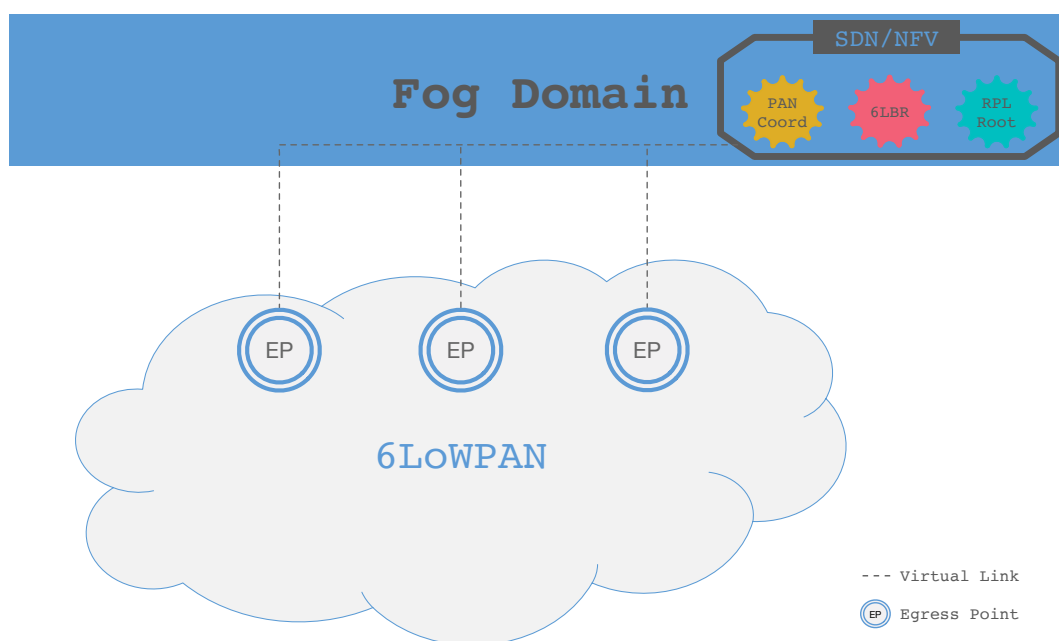 SDN/NFV
Fog Domain
PAN
Coord
6LBR
RPL
Root
EP
EP
EP
6LoWPAN
--- Virtual Link
EP Egress Point